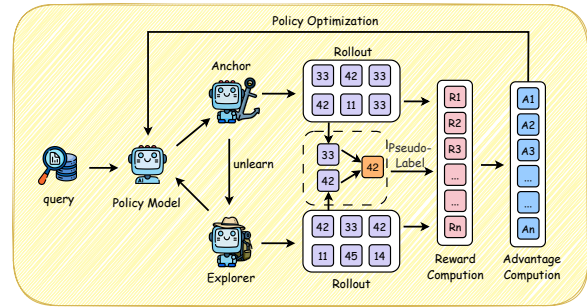 Policy Optimization
Anchor
Rollout
33 42 33
42 11 33
R1
R2
R3
...
...
Rn
A1
A2
A3
...
...
An
query
Policy Model
unlearn
33
42
42
Pseudo-
Label
Explorer
42 33 42
11 45 14
Rollout
Reward
Compution
Advantage
Compution